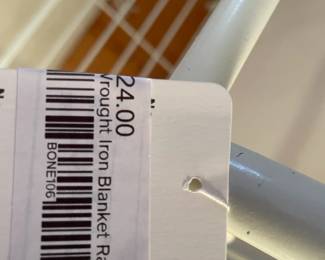 24.00
Wrought Iron Blanket Ra
BONE106